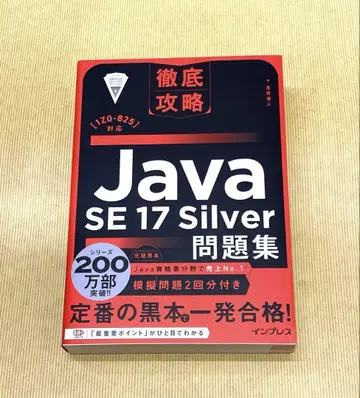 徹底
攻略
[1Z0-825]
対応
Java
SE 17 Silver
問題集
シリーズ
200
万部
突破!!
Java資格書分野で売上No.1
模擬問題2回分付き
定番の黒本で一発合格!
「最重要ポイント」がひと目でわかる
インプレス